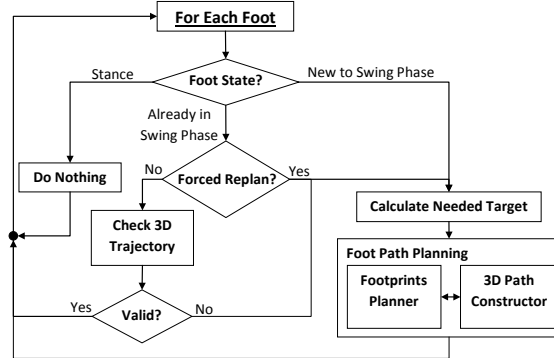 For Each Foot
Stance
Foot State?
New to Swing Phase
Already in
Swing Phase
No
Forced Replan?
Yes
Do Nothing
Calculate Needed Target
Check 3D
Trajectory
Foot Path Planning
Footprints
Planner
3D Path
Constructor
Yes
Valid?
No